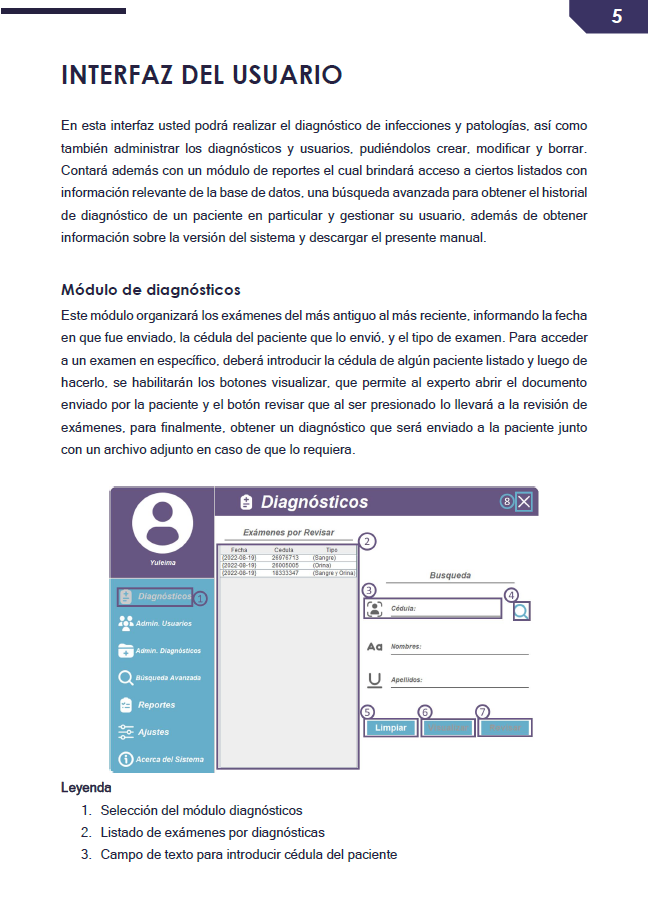 5
INTERFAZ DEL USUARIO
En esta interfaz usted podrá realizar el diagnóstico de infecciones y patologías, así como
también administrar los diagnósticos y usuarios, pudiéndolos crear, modificar y borrar.
Contará además con un módulo de reportes el cual brindará acceso a ciertos listados con
información relevante de la base de datos, una búsqueda avanzada para obtener el historial
de diagnóstico de un paciente en particular y gestionar su usuario, además de obtener
información sobre la versión del sistema y descargar el presente manual.
Módulo de diagnósticos
Este módulo organizará los exámenes del más antiguo al más reciente, informando la fecha
en que fue enviado, la cédula del paciente que lo envió, y el tipo de examen. Para acceder
a un examen en específico, deberá introducir la cédula de algún paciente listado y luego de
hacerlo, se habilitarán los botones visualizar, que permite al experto abrir el documento
enviado por la paciente y el botón revisar que al ser presionado lo llevará a la revisión de
exámenes, para finalmente, obtener un diagnóstico que será enviado a la paciente junto
con un archivo adjunto en caso de que lo requiera.
Yuleima
Diagnósticos 1
Admin. Usuarios
Admin. Diagnósticos
Búsqueda Avanzada
Reportes
Ajustes
Acerca del Sistema
Diagnósticos 8
Exámenes por Revisar 2
Fecha Cédula Tipo
[2022-08-19] 26976713 (Sangre)
[2022-08-19] 20005005 (Orina)
[2022-08-19] 18333347 (Sangre y Orina)
Busqueda
3 4
Cédula:
Aa Nombres:
U Apellidos:
5 6 7
Limpiar
Leyenda
1. Selección del módulo diagnósticos
2. Listado de exámenes por diagnósticas
3. Campo de texto para introducir cédula del paciente